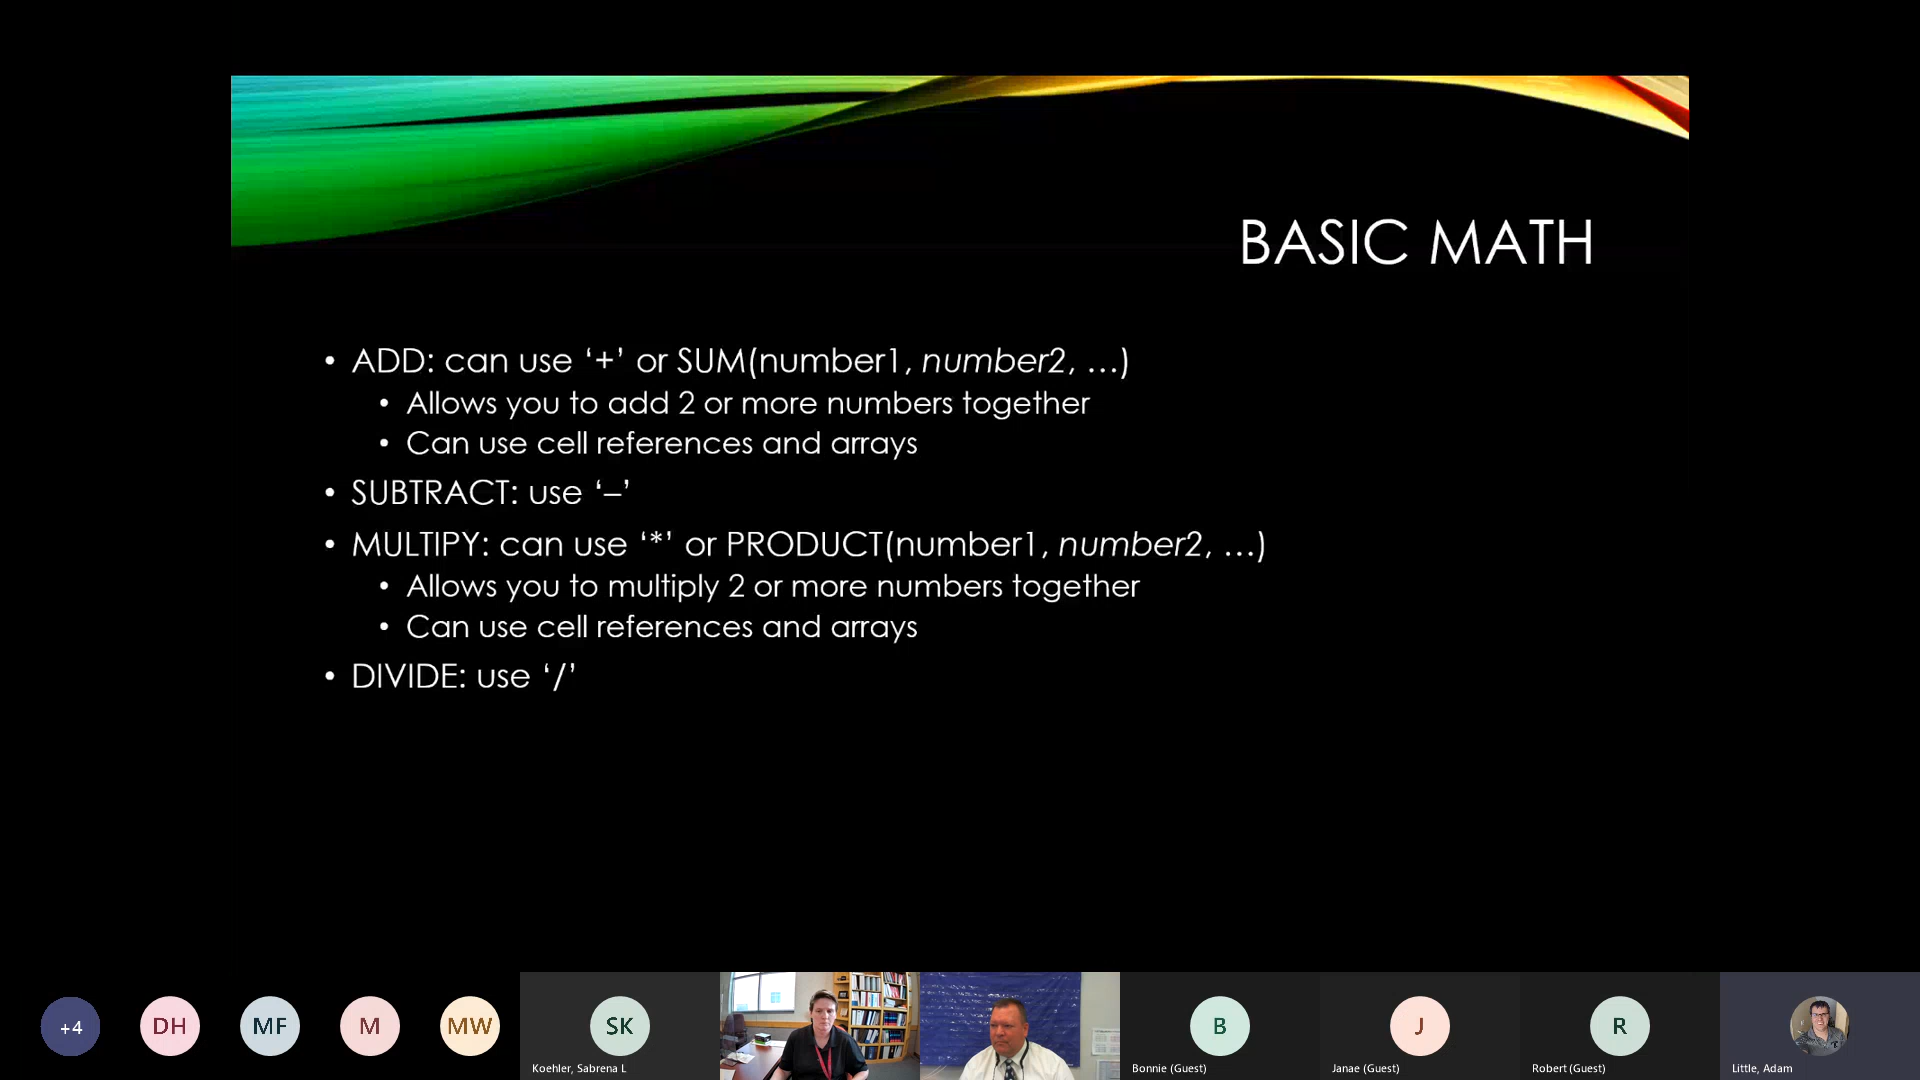 BASIC MATH
• ADD: can use ‘+’ or SUM(number1, number2, …)
• Allows you to add 2 or more numbers together
• Can use cell references and arrays
• SUBTRACT: use ‘–’
• MULTIPY: can use ‘*’ or PRODUCT(number1, number2, …)
• Allows you to multiply 2 or more numbers together
• Can use cell references and arrays
• DIVIDE: use ‘/’
+4
DH
MF
M
MW
SK
B
J
R
Koehler, Sabrena L
Bonnie (Guest)
Janae (Guest)
Robert (Guest)
Little, Adam